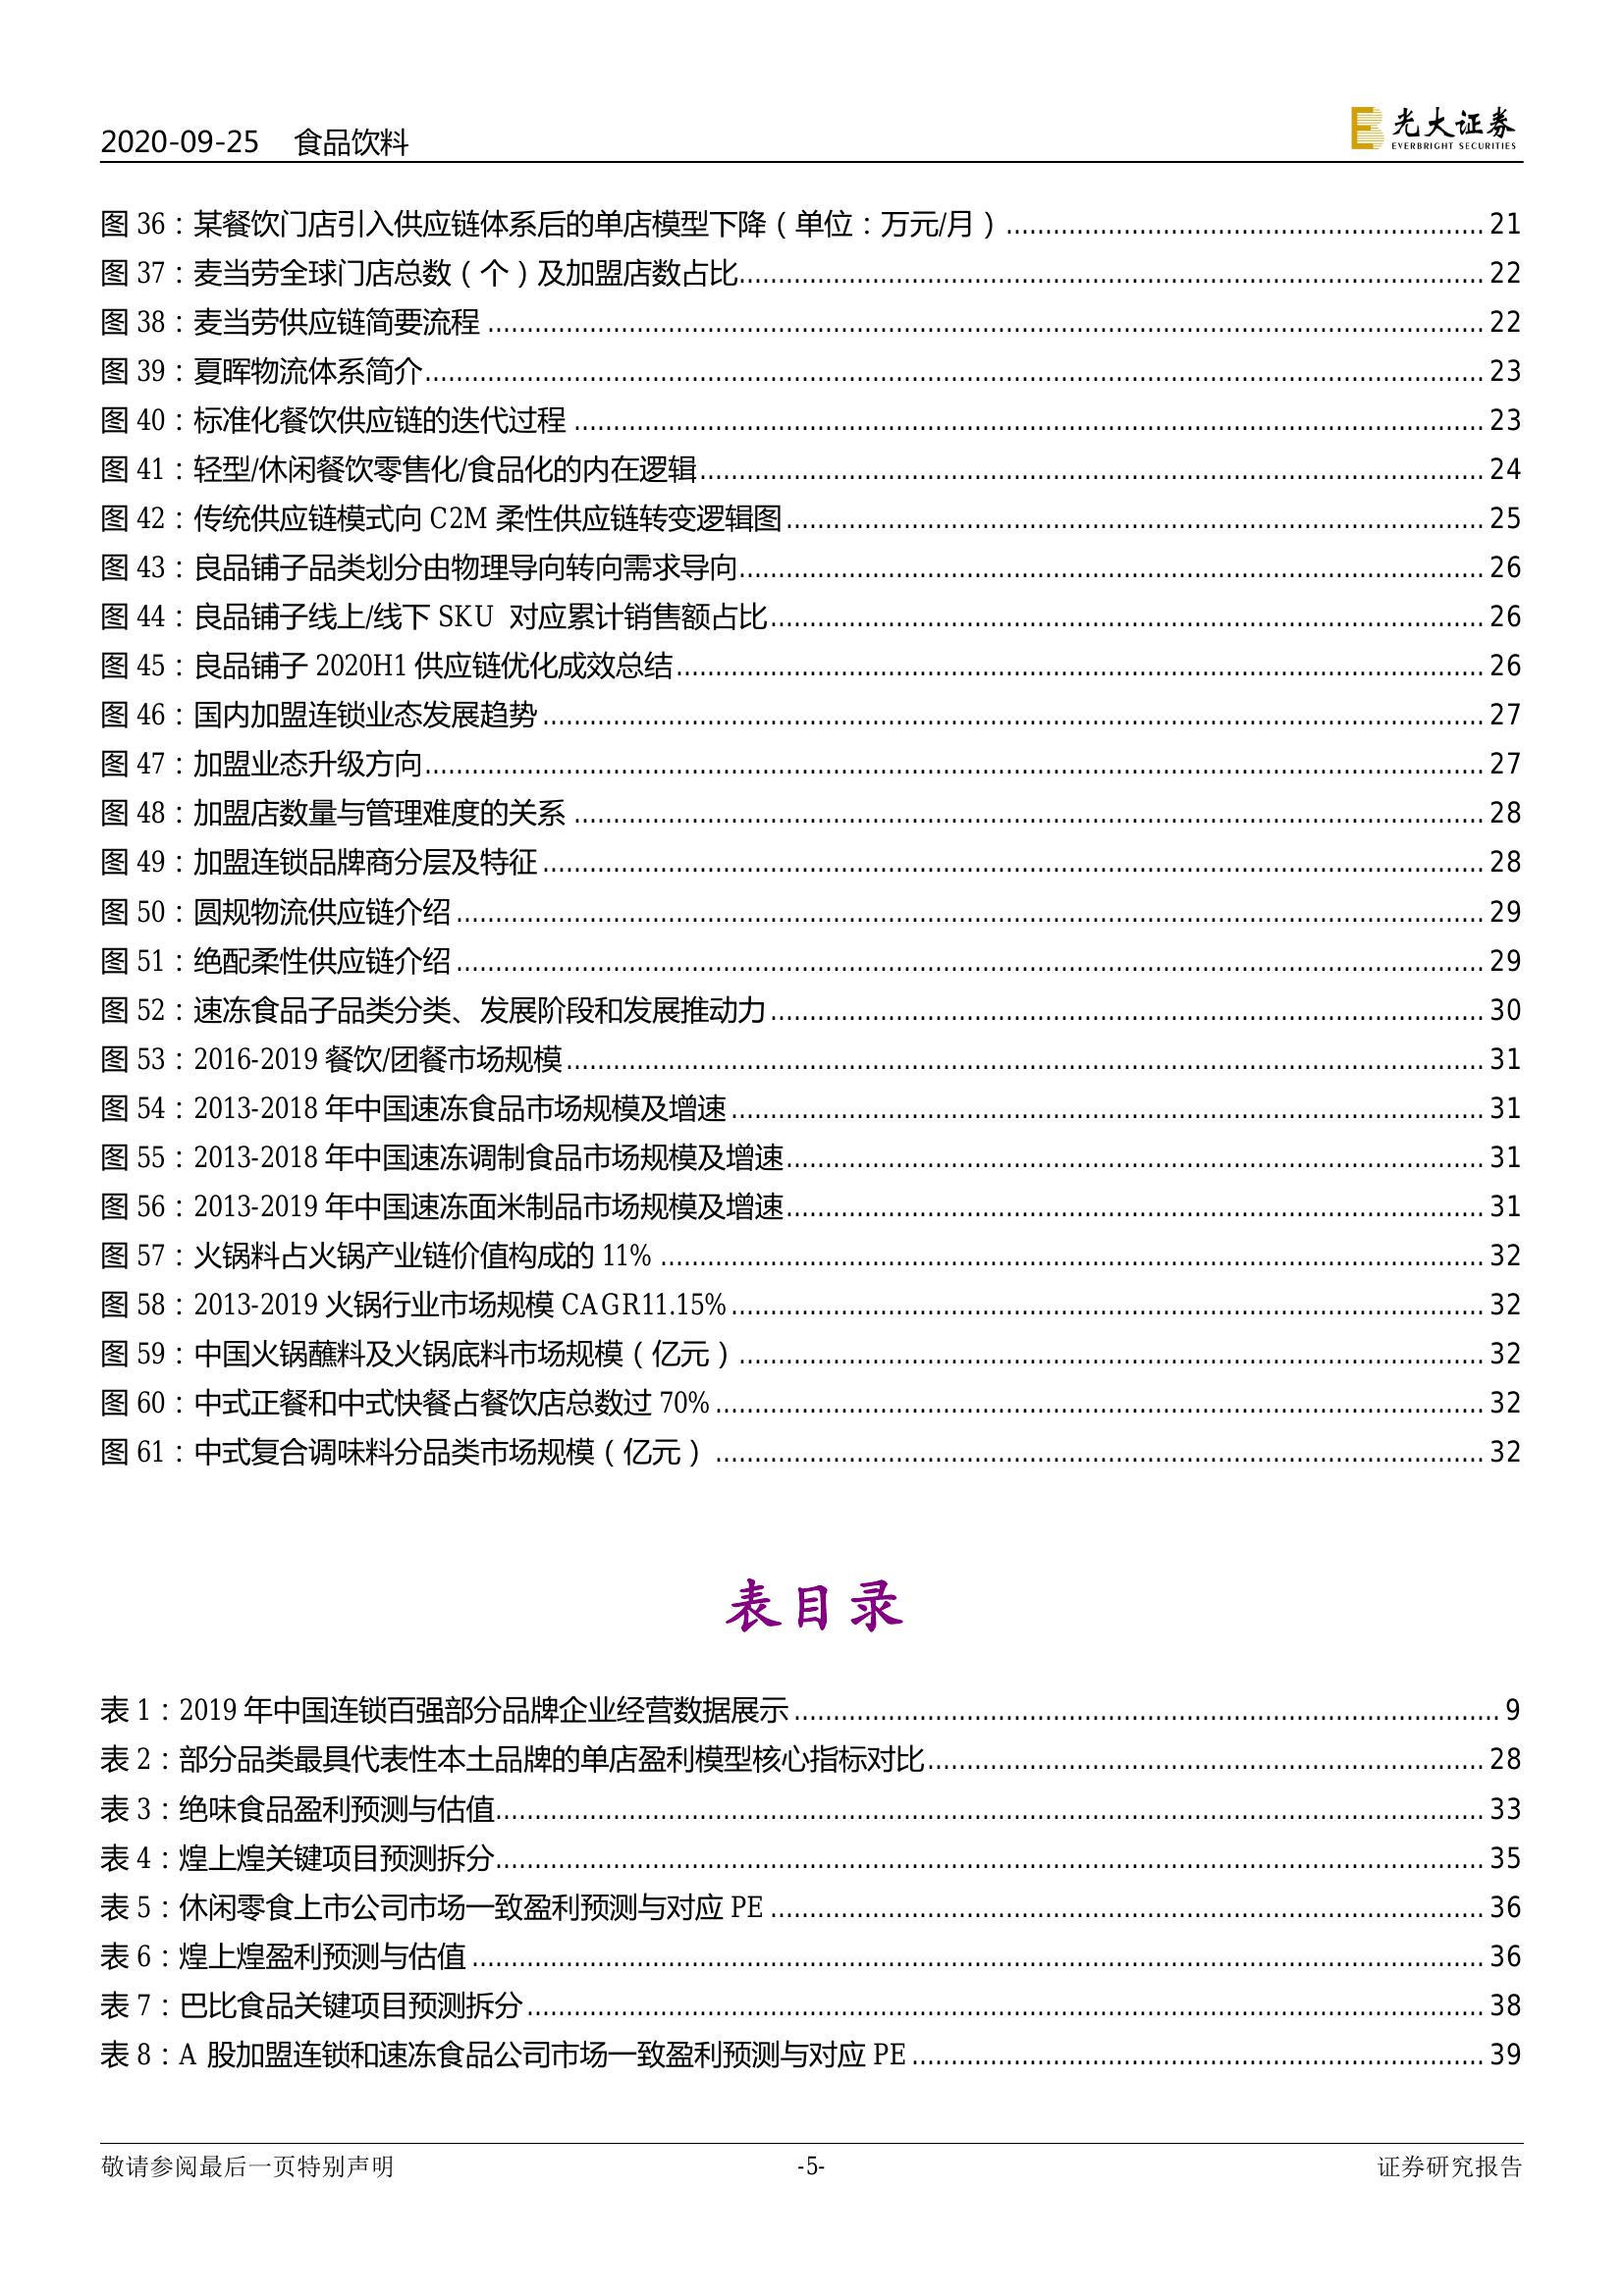 2020-09-25 食品饮料
光大证券
EVERBRIGHT SECURITIES
图 36：某餐饮门店引入供应链体系后的单店模型下降（单位：万元/月）........................ 21
图 37：麦当劳全球门店总数（个）及加盟店数占比........................ 22
图 38：麦当劳供应链简要流程 ........................ 22
图 39：夏晖物流体系简介........................ 23
图 40：标准化餐饮供应链的迭代过程 ........................ 23
图 41：轻型/休闲餐饮零售化/食品化的内在逻辑........................ 24
图 42：传统供应链模式向 C2M 柔性供应链转变逻辑图........................ 25
图 43：良品铺子品类划分由物理导向转向需求导向........................ 26
图 44：良品铺子线上/线下 SKU 对应累计销售额占比........................ 26
图 45：良品铺子 2020H1 供应链优化成效总结........................ 26
图 46：国内加盟连锁业态发展趋势 ........................ 27
图 47：加盟业态升级方向........................ 27
图 48：加盟店数量与管理难度的关系 ........................ 28
图 49：加盟连锁品牌商分层及特征 ........................ 28
图 50：圆规物流供应链介绍 ........................ 29
图 51：绝配柔性供应链介绍 ........................ 29
图 52：速冻食品子品类分类、发展阶段和发展推动力 ........................ 30
图 53：2016-2019 餐饮/团餐市场规模........................ 31
图 54：2013-2018 年中国速冻食品市场规模及增速 ........................ 31
图 55：2013-2018 年中国速冻调制食品市场规模及增速........................ 31
图 56：2013-2019 年中国速冻面米制品市场规模及增速........................ 31
图 57：火锅料占火锅产业链价值构成的 11% ........................ 32
图 58：2013-2019 火锅行业市场规模 CAGR11.15%........................ 32
图 59：中国火锅蘸料及火锅底料市场规模（亿元）........................ 32
图 60：中式正餐和中式快餐占餐饮店总数过 70%........................ 32
图 61：中式复合调味料分品类市场规模（亿元）........................ 32
表目录
表 1：2019 年中国连锁百强部分品牌企业经营数据展示 ........................ 9
表 2：部分品类最具代表性本土品牌的单店盈利模型核心指标对比........................ 28
表 3：绝味食品盈利预测与估值........................ 33
表 4：煌上煌关键项目预测拆分........................ 35
表 5：休闲零食上市公司市场一致盈利预测与对应 PE ........................ 36
表 6：煌上煌盈利预测与估值 ........................ 36
表 7：巴比食品关键项目预测拆分 ........................ 38
表 8：A 股加盟连锁和速冻食品公司市场一致盈利预测与对应 PE ........................ 39
敬请参阅最后一页特别声明 -5- 证券研究报告